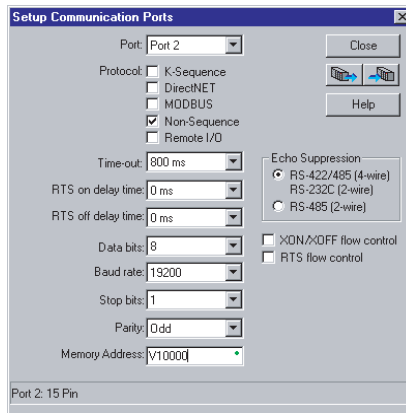 Setup Communication Ports
Port: Port 2
Close
Protocol: K-Sequence
DirectNET
MODBUS
Non-Sequence
Remote I/O
Help
Time-out: 800 ms
RTS on delay time: 0 ms
RTS off delay time: 0 ms
Data bits: 8
Baud rate: 19200
Stop bits: 1
Parity: Odd
Memory Address: V10000
Echo Suppression
RS-422/485 (4-wire)
RS-232C (2-wire)
RS-485 (2-wire)
XON/XOFF flow control
RTS flow control
Port 2: 15 Pin